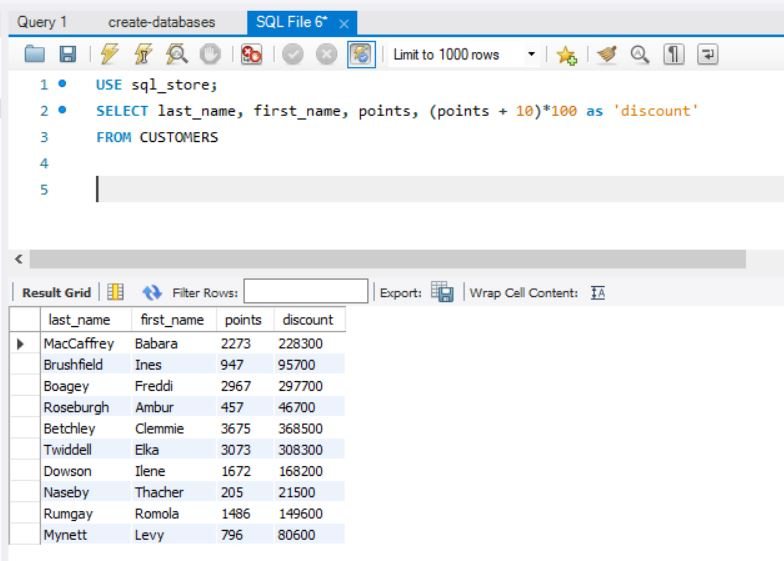 Query 1 create-databases SQL File 6*
Limit to 1000 rows
1 USE sql_store;
2 SELECT last_name, first_name, points, (points + 10)*100 as 'discount'
3 FROM CUSTOMERS
4
5
Result Grid Filter Rows: Export: Wrap Cell Content: IA
last_name first_name points discount
MacCaffrey Babara 2273 228300
Brushfield Ines 947 95700
Boagey Freddi 2967 297700
Roseburgh Ambur 457 46700
Betchley Clemmie 3675 368500
Twiddell Elka 3073 308300
Dowson Ilene 1672 168200
Naseby Thacher 205 21500
Rumgay Romola 1486 149600
Mynett Levy 796 80600